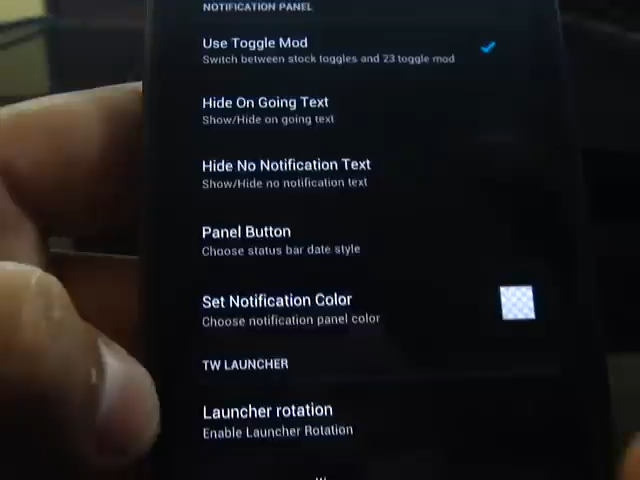 NOTIFICATION PANEL
Use Toggle Mod
Switch between stock toggles and 23 toggle mod
Hide On Going Text
Show/Hide on going text
Hide No Notification Text
Show/Hide no notification text
Panel Button
Choose status bar date style
Set Notification Color
Choose notification panel color
TW LAUNCHER
Launcher rotation
Enable Launcher Rotation